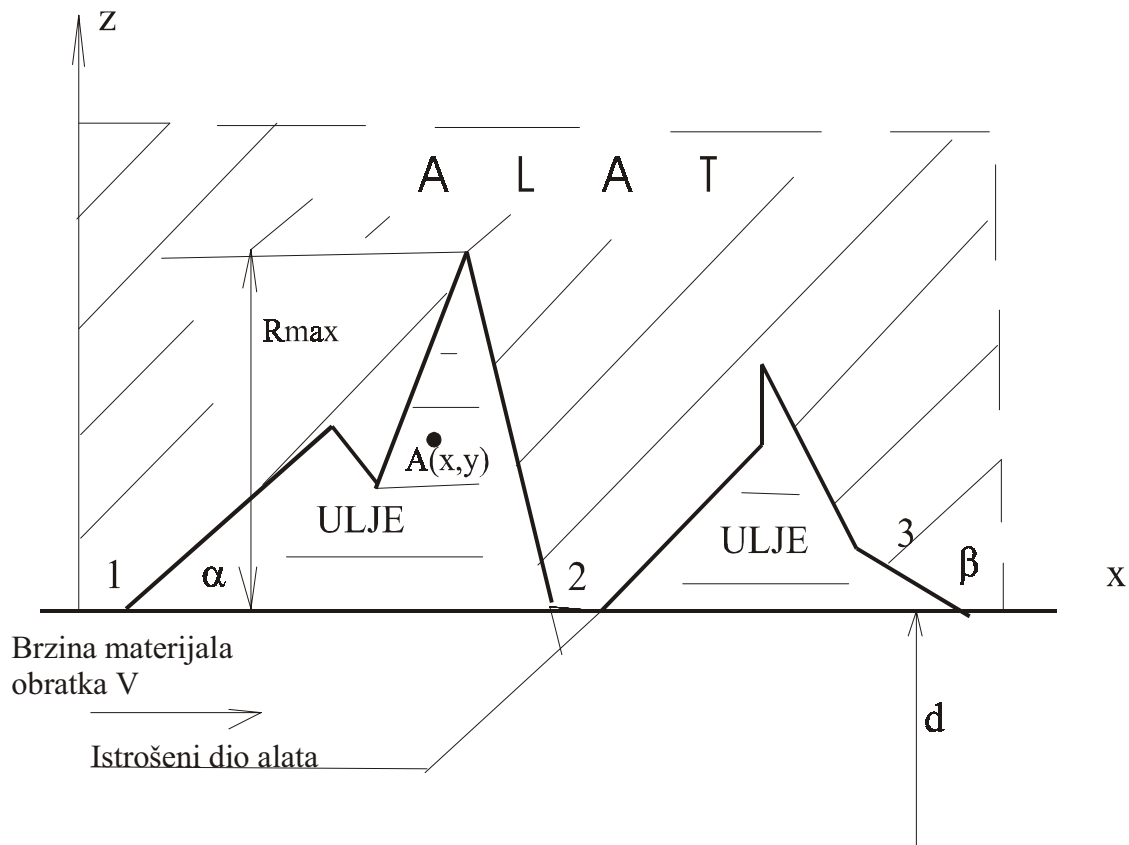 z
A L A T
Rmax
A(x,y)
ULJE
ULJE
1
α
2
3
β
x
Brzina materijala
obratka V
d
Istrošeni dio alata